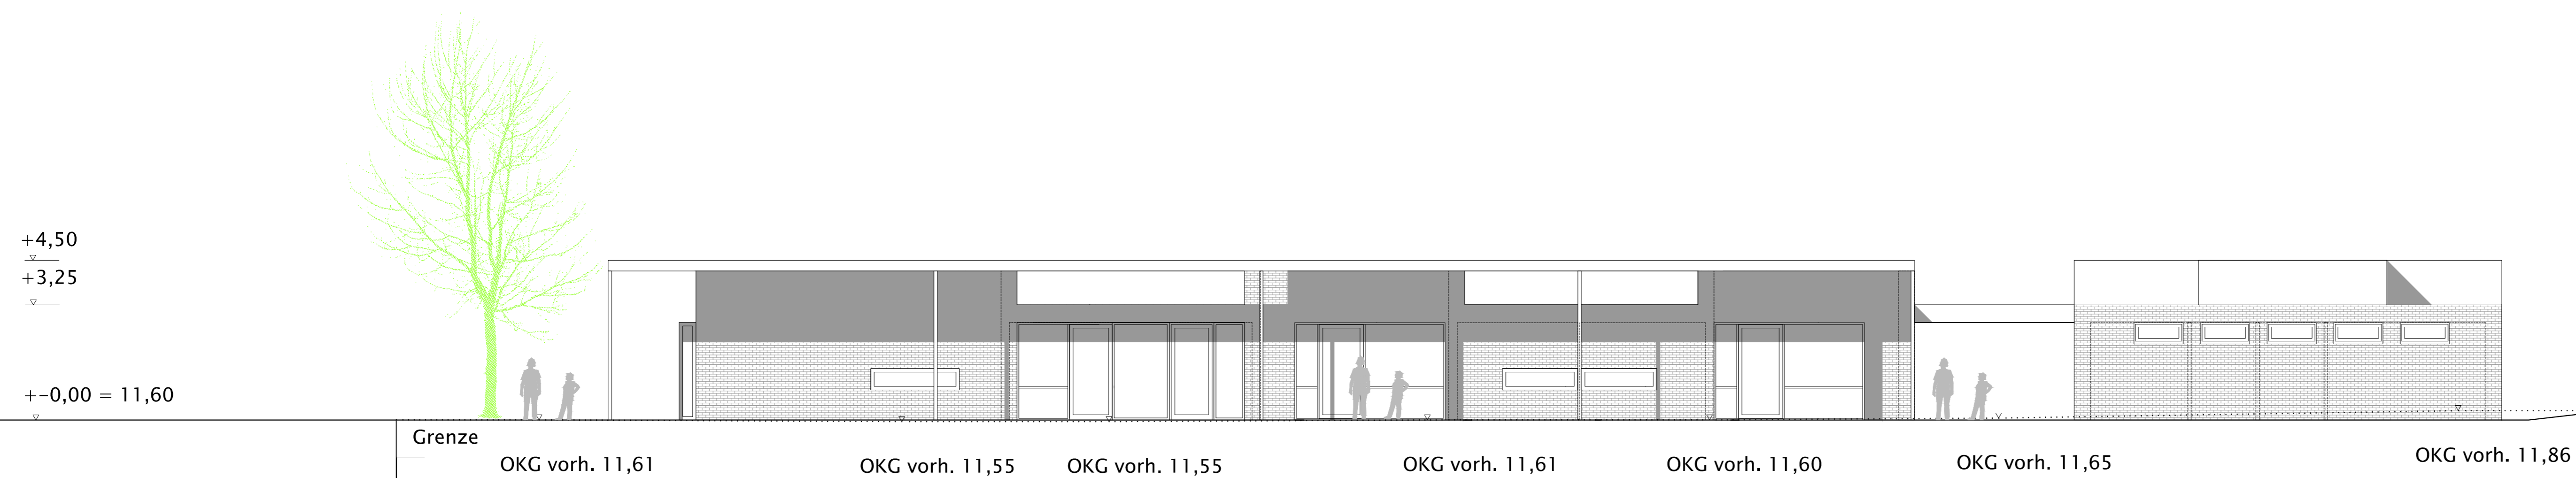 +4,50
+3,25
+-0,00 = 11,60
Grenze
OKG vorh. 11,61
OKG vorh. 11,55
OKG vorh. 11,55
OKG vorh. 11,61
OKG vorh. 11,60
OKG vorh. 11,65
OKG vorh. 11,86